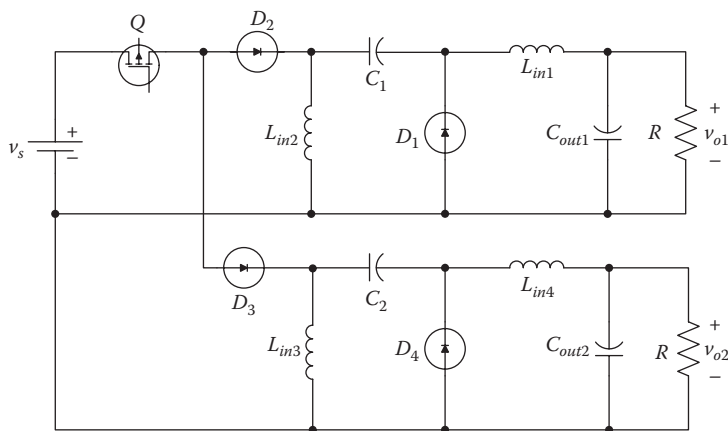 Q
D2
C1
Lin1
Lin2
D1
Cout1
R
+
vo1
−
+
vs
−
D3
C2
Lin4
Lin3
D4
Cout2
R
+
vo2
−